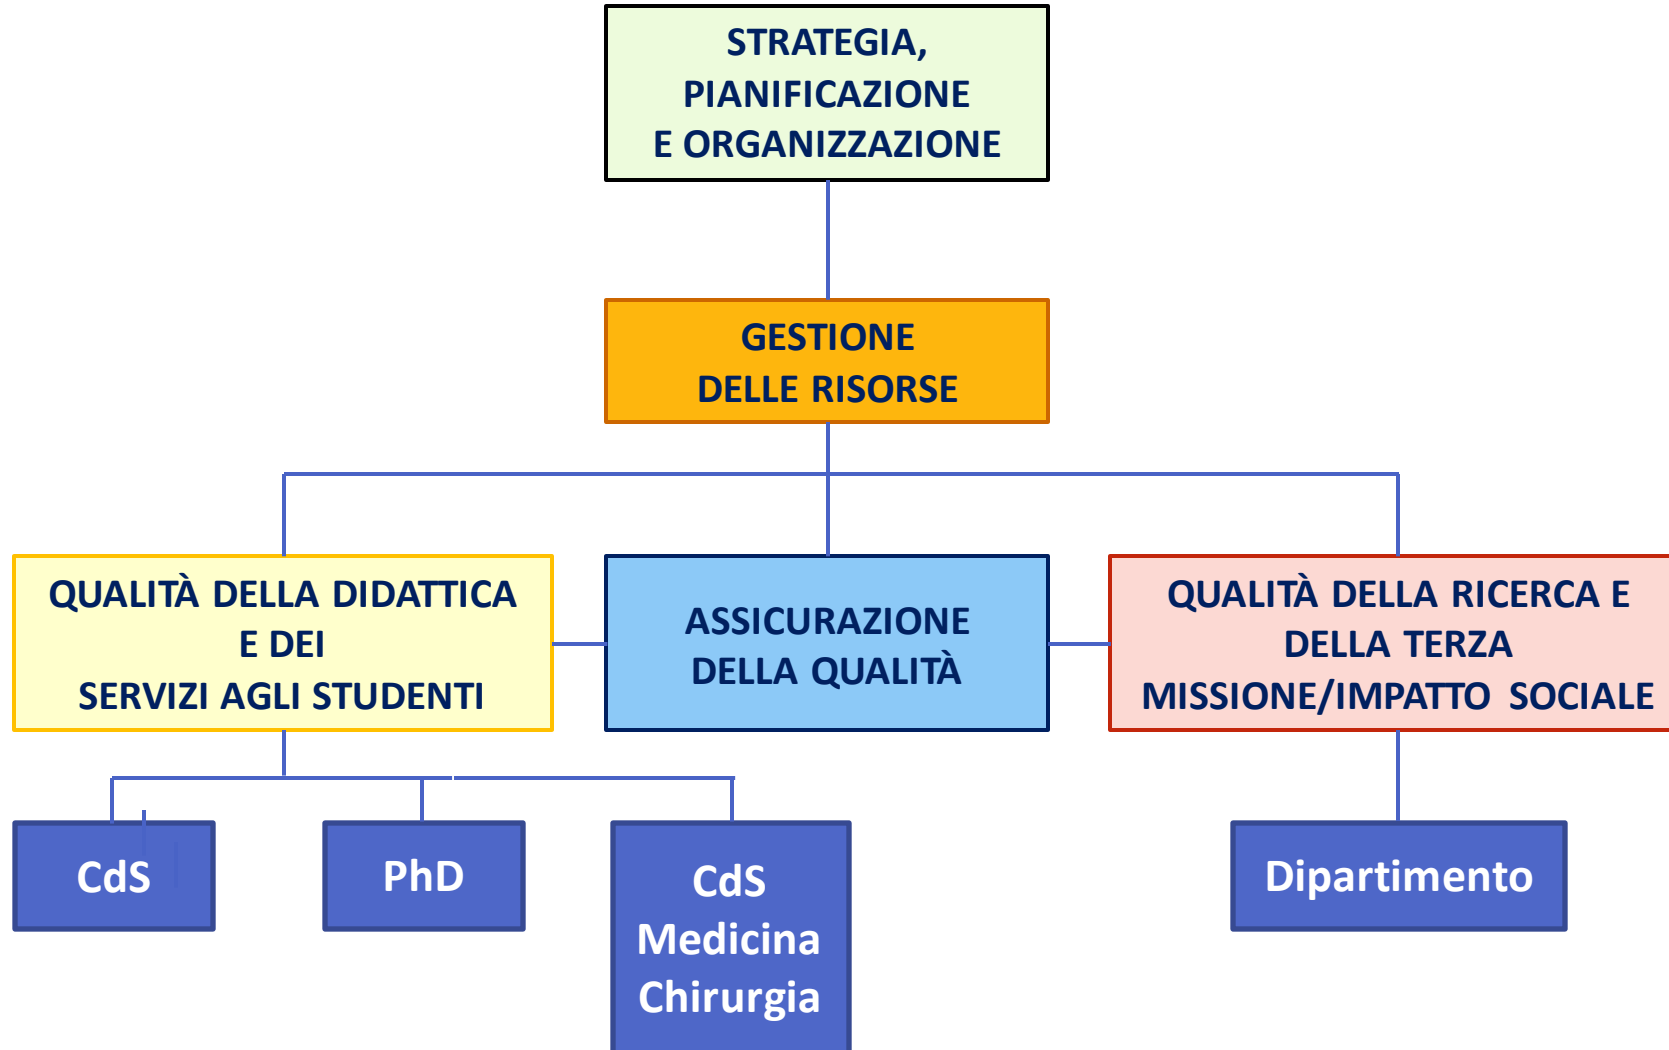 STRATEGIA,
PIANIFICAZIONE
E ORGANIZZAZIONE
GESTIONE
DELLE RISORSE
QUALITÀ DELLA DIDATTICA
E DEI
SERVIZI AGLI STUDENTI
ASSICURAZIONE
DELLA QUALITÀ
QUALITÀ DELLA RICERCA E
DELLA TERZA
MISSIONE/IMPATTO SOCIALE
CdS
PhD
CdS
Medicina
Chirurgia
Dipartimento